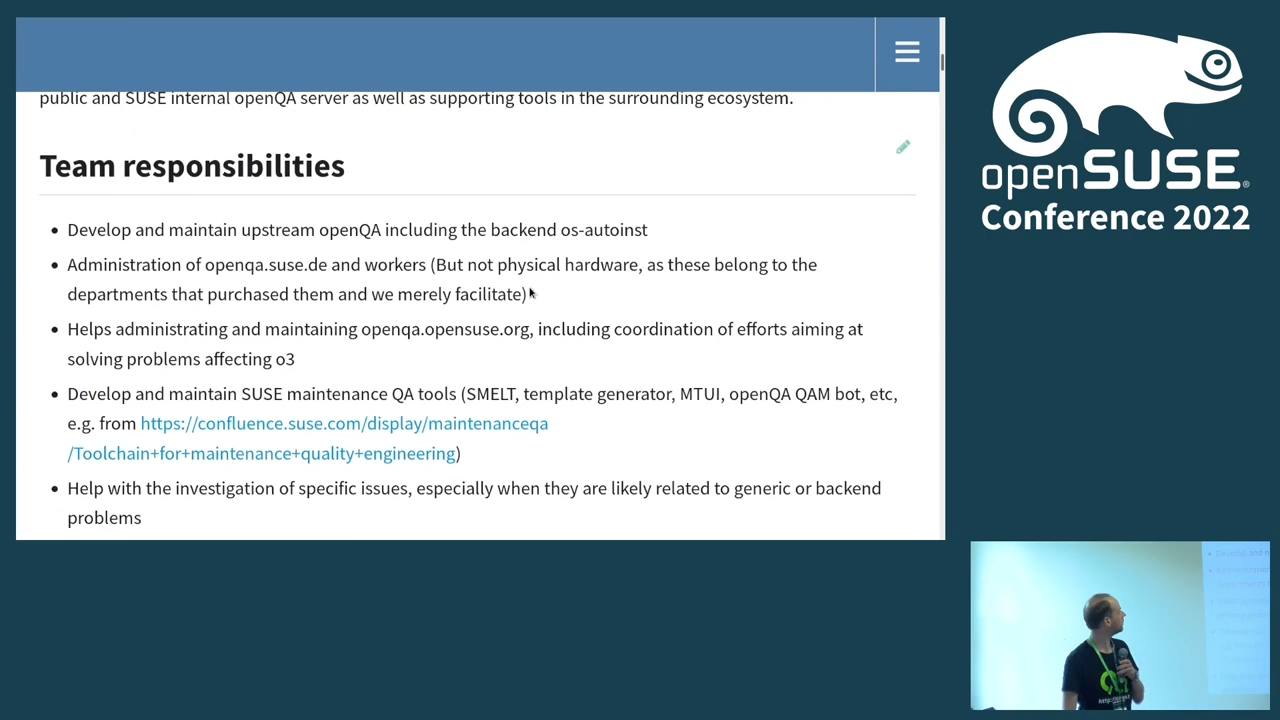 public and SUSE internal openQA server as well as supporting tools in the surrounding ecosystem.
Team responsibilities
• Develop and maintain upstream openQA including the backend os-autoinst
• Administration of openqa.suse.de and workers (But not physical hardware, as these belong to the
departments that purchased them and we merely facilitate)
• Helps administrating and maintaining openqa.opensuse.org, including coordination of efforts aiming at
solving problems affecting o3
• Develop and maintain SUSE maintenance QA tools (SMELT, template generator, MTUI, openQA QAM bot, etc,
e.g. from https://confluence.suse.com/display/maintenanceqa
/Toolchain+for+maintenance+quality+engineering)
• Help with the investigation of specific issues, especially when they are likely related to generic or backend
problems
openSUSE®
Conference 2022